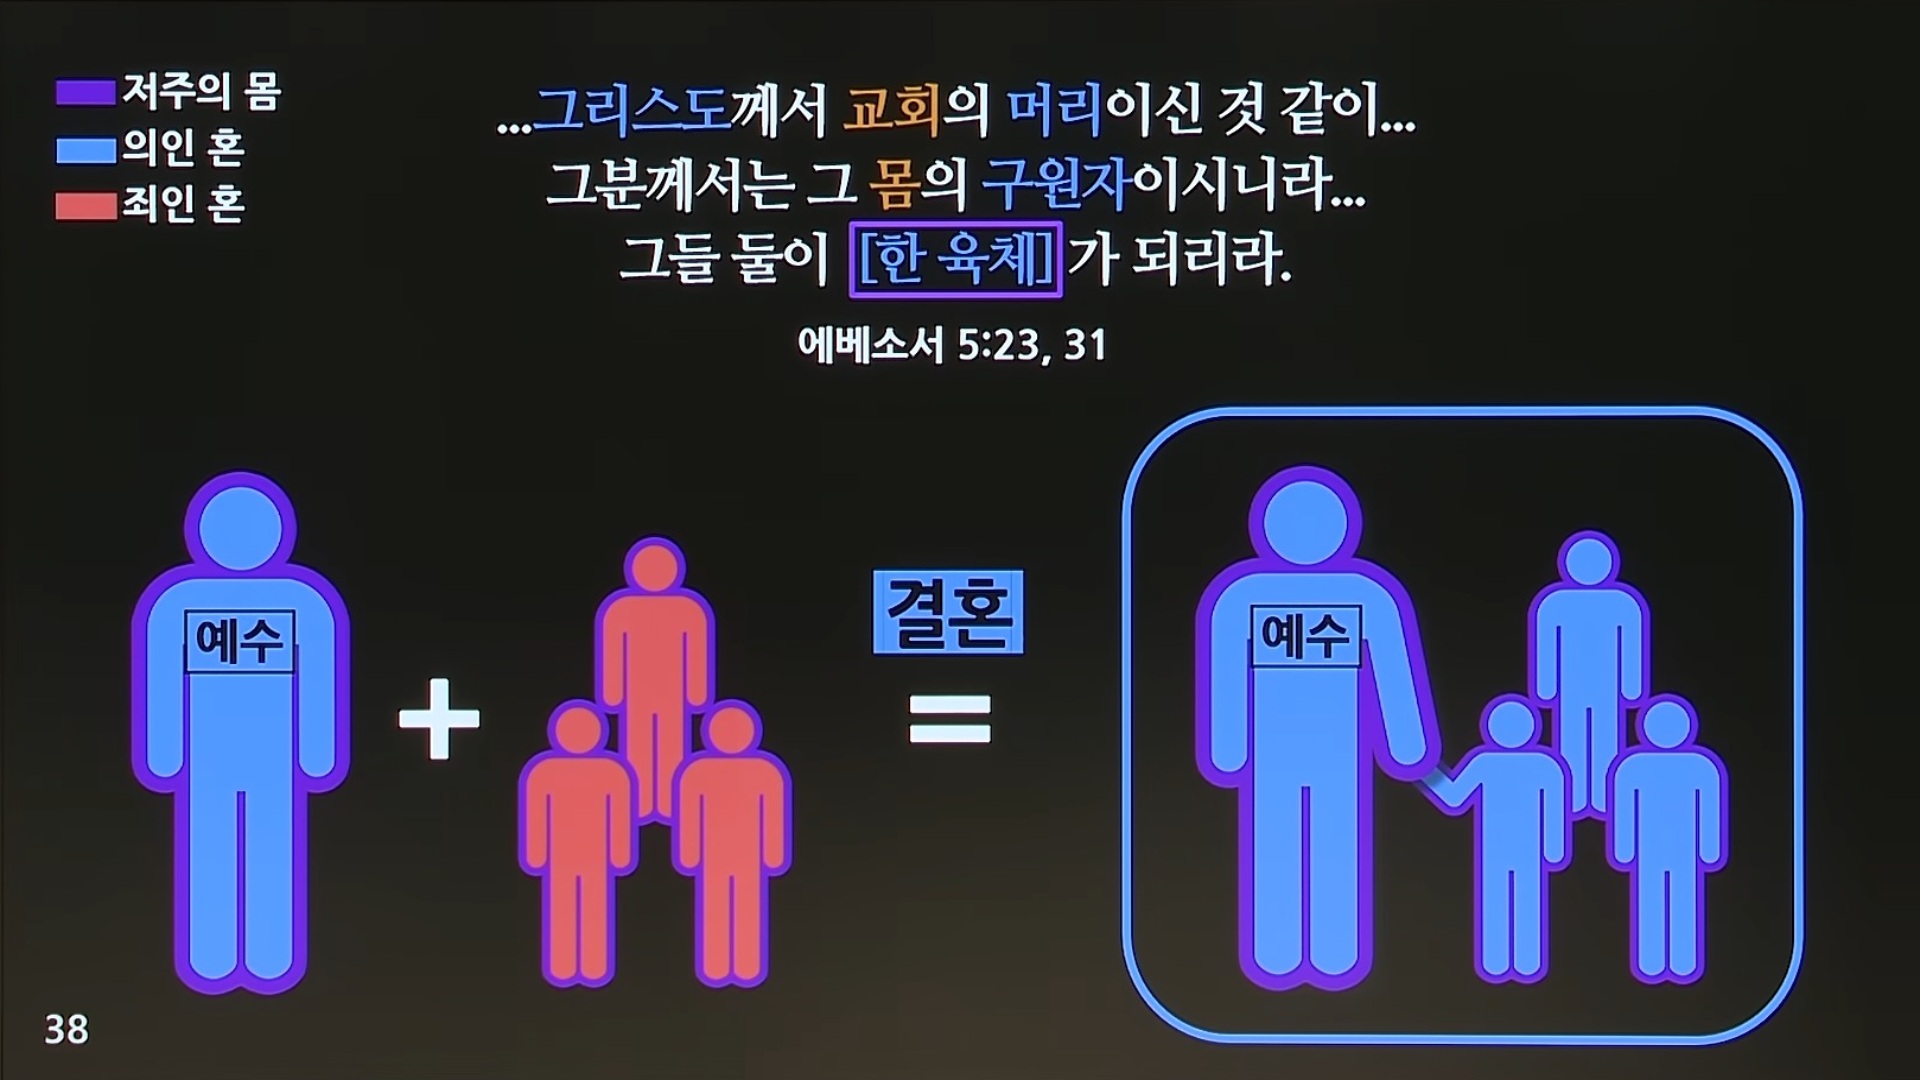 저주의 몸
의인 혼
죄인 혼
...그리스도께서 교회의 머리이신 것 같이...
그분께서는 그 몸의 구원자이시니라...
그들 둘이 [한 육체]가 되리라.
에베소서 5:23, 31
예수
+
결혼
=
예수
38